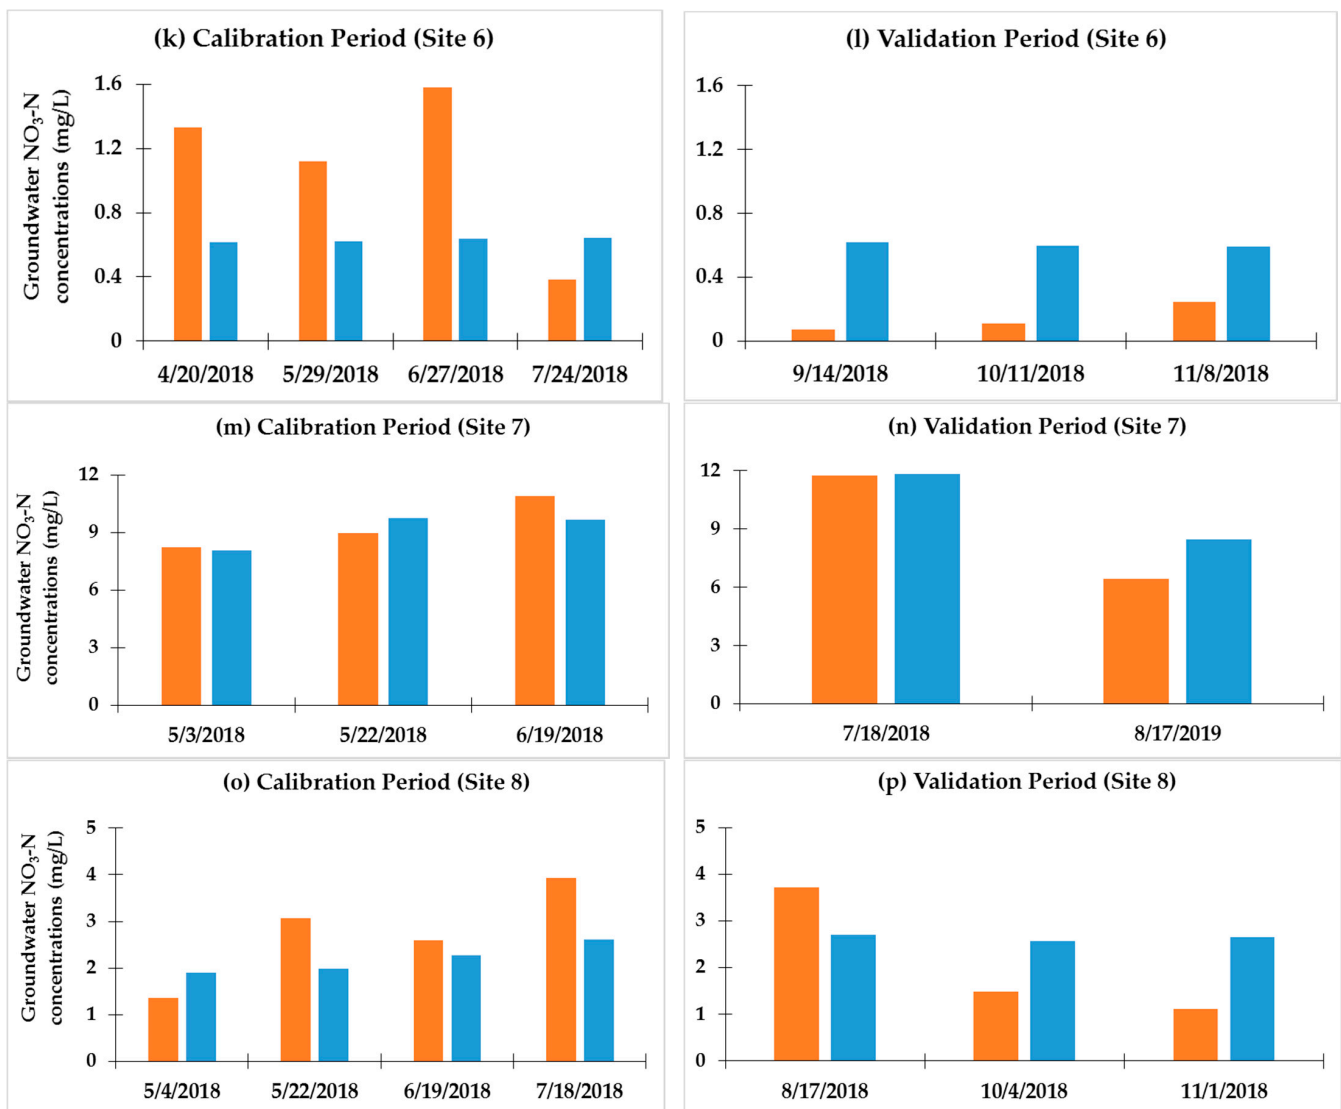 (k) Calibration Period (Site 6)
Groundwater NO₃-N
concentrations (mg/L)
1.6
1.2
0.8
0.4
0
4/20/2018 5/29/2018 6/27/2018 7/24/2018
(l) Validation Period (Site 6)
1.6
1.2
0.8
0.4
0
9/14/2018 10/11/2018 11/8/2018
(m) Calibration Period (Site 7)
Groundwater NO₃-N
concentrations (mg/L)
12
9
6
3
0
5/3/2018 5/22/2018 6/19/2018
(n) Validation Period (Site 7)
12
9
6
3
0
7/18/2018 8/17/2019
(o) Calibration Period (Site 8)
Groundwater NO₃-N
concentrations (mg/L)
5
4
3
2
1
0
5/4/2018 5/22/2018 6/19/2018 7/18/2018
(p) Validation Period (Site 8)
5
4
3
2
1
0
8/17/2018 10/4/2018 11/1/2018